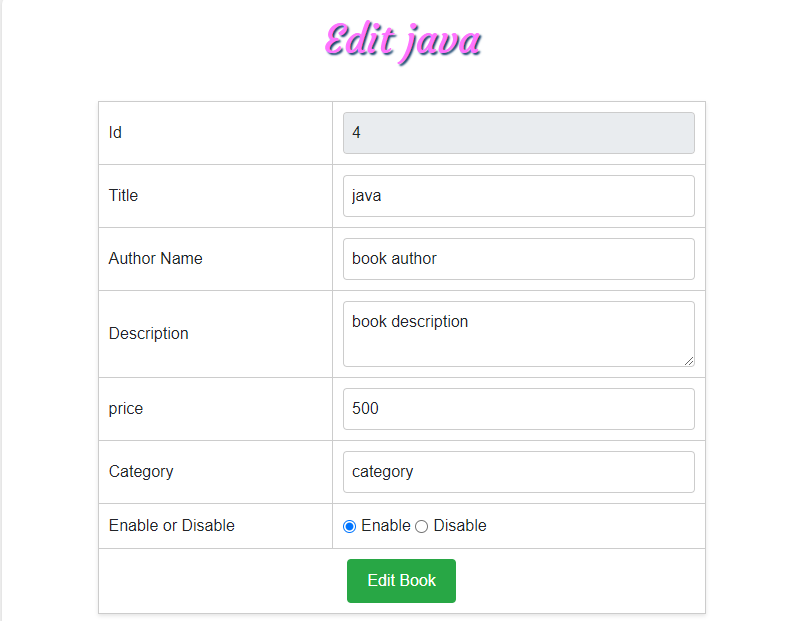 Edit java
Id 4
Title java
Author Name book author
Description book description
price 500
Category category
Enable or Disable Enable Disable
Edit Book